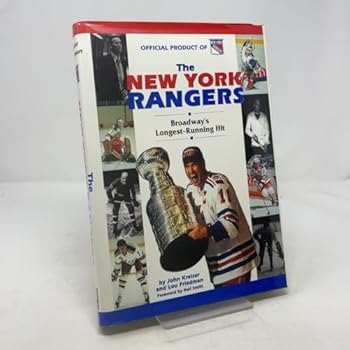 OFFICIAL PRODUCT OF
The
NEW YORK
RANGERS
Broadway's
Longest-Running Hit
by John Kreiser
and Lou Friedman
Foreword by Neil Smith
The